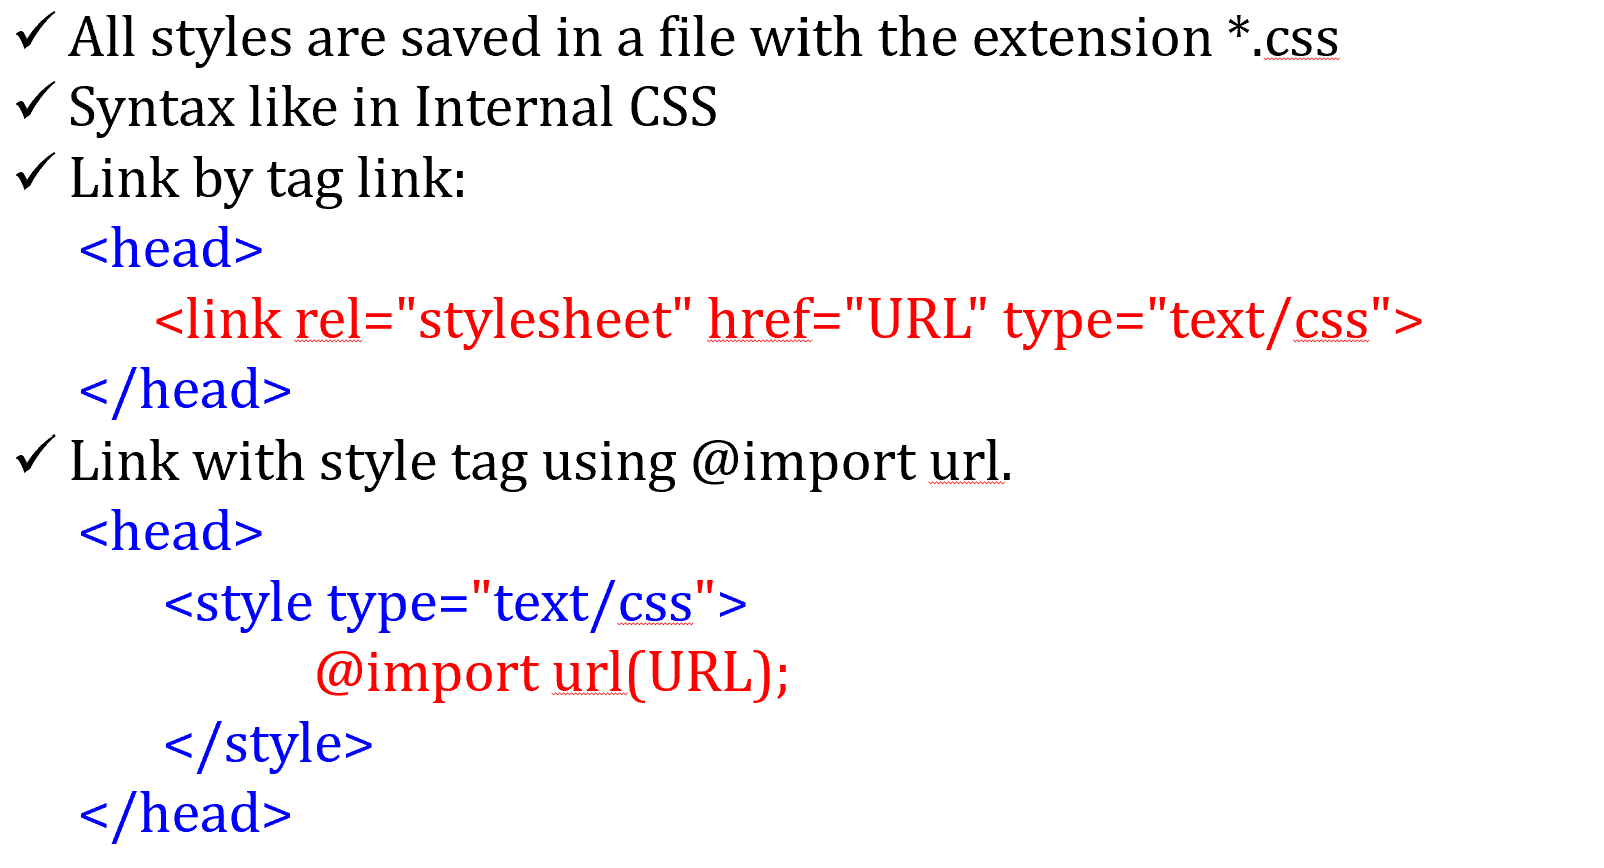 ✓ All styles are saved in a file with the extension *.css
✓ Syntax like in Internal CSS
✓ Link by tag link:
<head>
<link rel="stylesheet" href="URL" type="text/css">
</head>
✓ Link with style tag using @import url.
<head>
<style type="text/css">
@import url(URL);
</style>
</head>